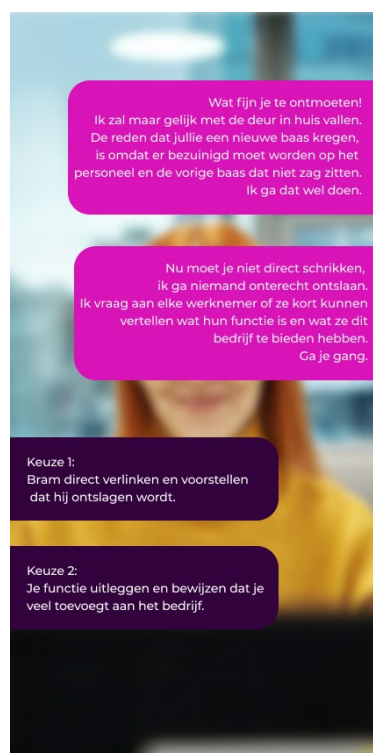 Wat fijn je te ontmoeten!
Ik zal maar gelijk met de deur in huis vallen.
De reden dat jullie een nieuwe baas kregen,
is omdat er bezuinigd moet worden op het
personeel en de vorige baas dat niet zag zitten.
Ik ga dat wel doen.
Nu moet je niet direct schrikken,
ik ga niemand onterecht ontslaan.
Ik vraag aan elke werknemer of ze kort kunnen
vertellen wat hun functie is en wat ze dit
bedrijf te bieden hebben.
Ga je gang.
Keuze 1:
Bram direct verlinken en voorstellen
dat hij ontslagen wordt.
Keuze 2:
Je functie uitleggen en bewijzen dat je
veel toevoegt aan het bedrijf.